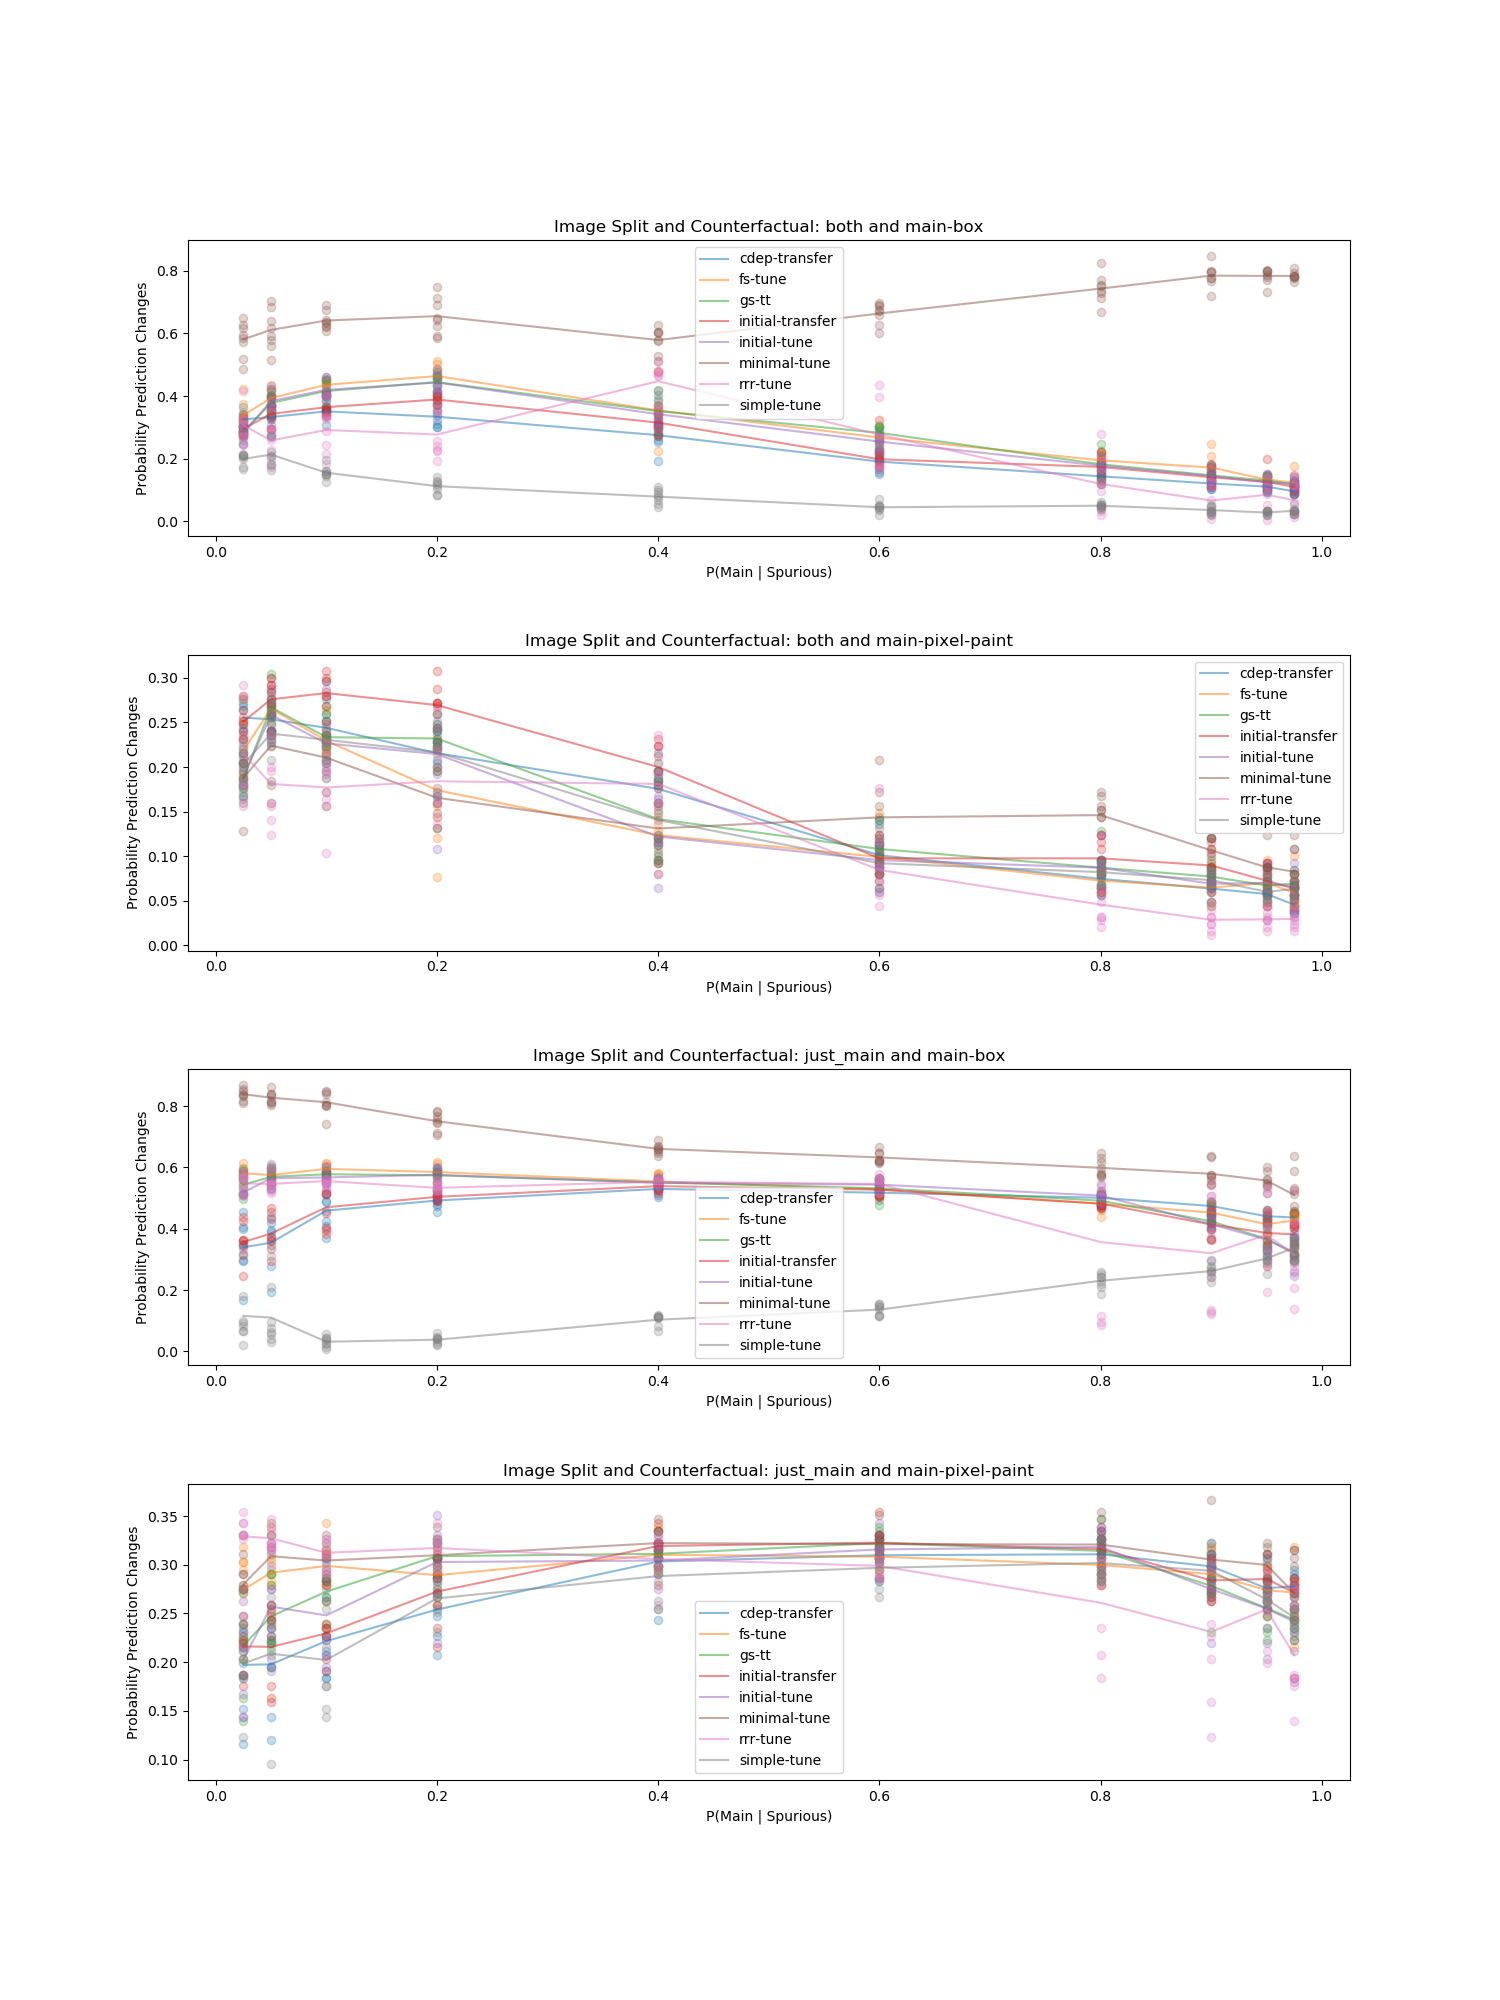 Image Split and Counterfactual: both and main-box
Probability Prediction Changes
0.8
0.6
0.4
0.2
0.0
cdep-transfer
fs-tune
gs-tt
initial-transfer
initial-tune
minimal-tune
rrr-tune
simple-tune
0.0 0.2 0.4 0.6 0.8 1.0
P(Main | Spurious)
Image Split and Counterfactual: both and main-pixel-paint
Probability Prediction Changes
0.30
0.25
0.20
0.15
0.10
0.05
0.00
cdep-transfer
fs-tune
gs-tt
initial-transfer
initial-tune
minimal-tune
rrr-tune
simple-tune
0.0 0.2 0.4 0.6 0.8 1.0
P(Main | Spurious)
Image Split and Counterfactual: just_main and main-box
Probability Prediction Changes
0.8
0.6
0.4
0.2
0.0
cdep-transfer
fs-tune
gs-tt
initial-transfer
initial-tune
minimal-tune
rrr-tune
simple-tune
0.0 0.2 0.4 0.6 0.8 1.0
P(Main | Spurious)
Image Split and Counterfactual: just_main and main-pixel-paint
Probability Prediction Changes
0.35
0.30
0.25
0.20
0.15
0.10
cdep-transfer
fs-tune
gs-tt
initial-transfer
initial-tune
minimal-tune
rrr-tune
simple-tune
0.0 0.2 0.4 0.6 0.8 1.0
P(Main | Spurious)